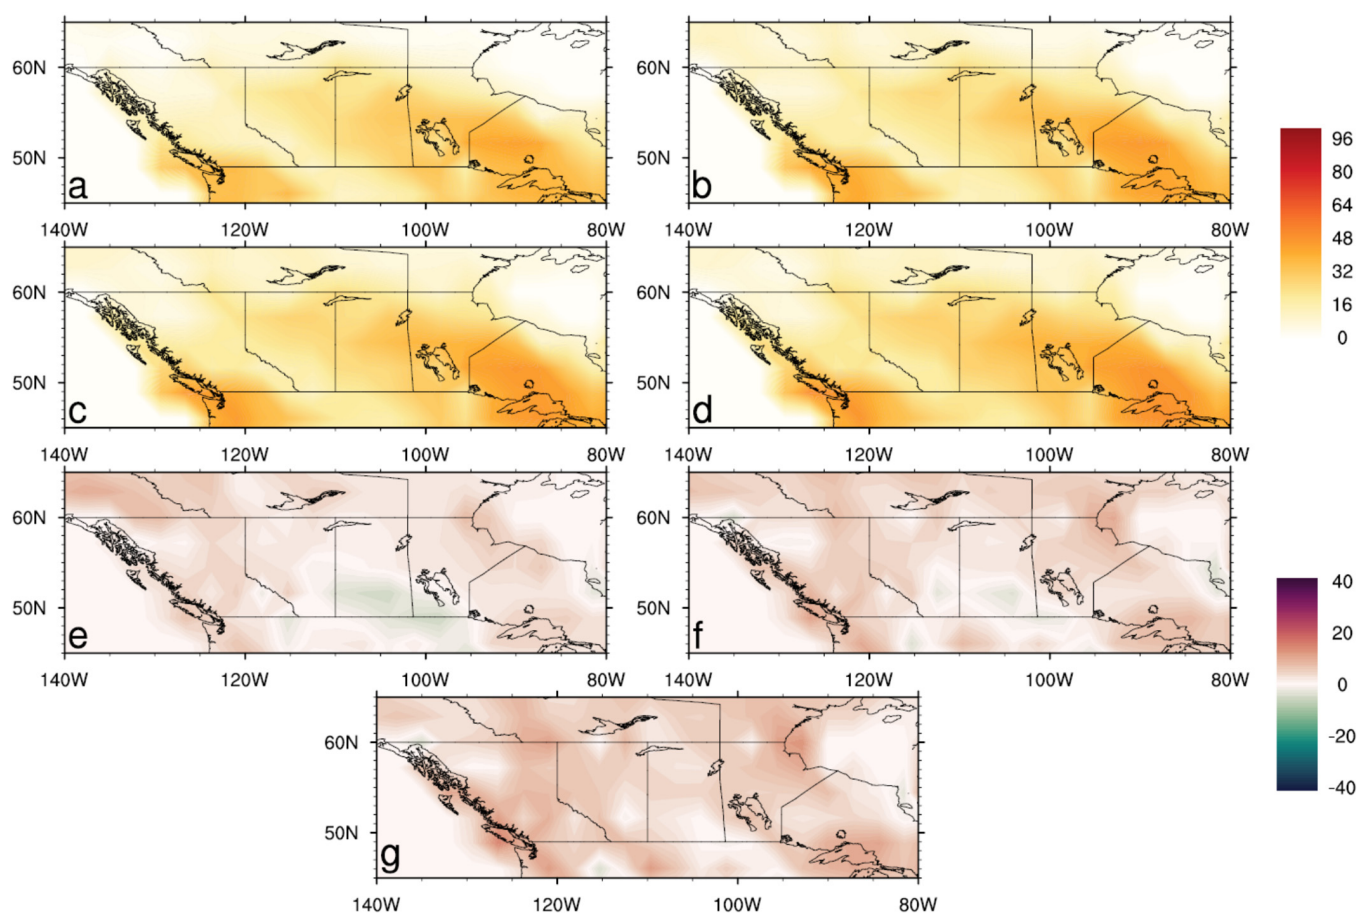 60N 50N a 140W 120W 100W 80W
60N 50N b 140W 120W 100W 80W
96 80 64 48 32 16 0
60N 50N c 140W 120W 100W 80W
60N 50N d 140W 120W 100W 80W
60N 50N e 140W 120W 100W 80W
60N 50N f 140W 120W 100W 80W
40 20 0 -20 -40
60N 50N g 140W 120W 100W 80W